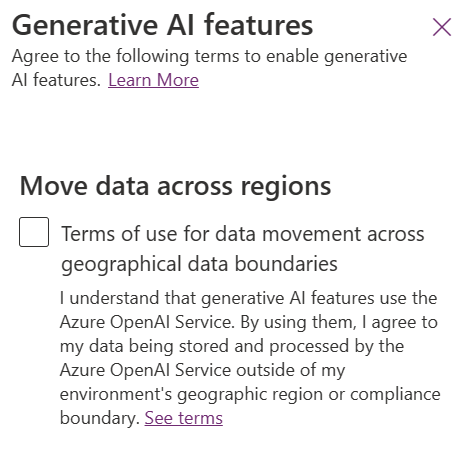 Generative AI features
Agree to the following terms to enable generative
AI features. Learn More
Move data across regions
Terms of use for data movement across
geographical data boundaries
I understand that generative AI features use the
Azure OpenAI Service. By using them, I agree to
my data being stored and processed by the
Azure OpenAI Service outside of my
environment's geographic region or compliance
boundary. See terms